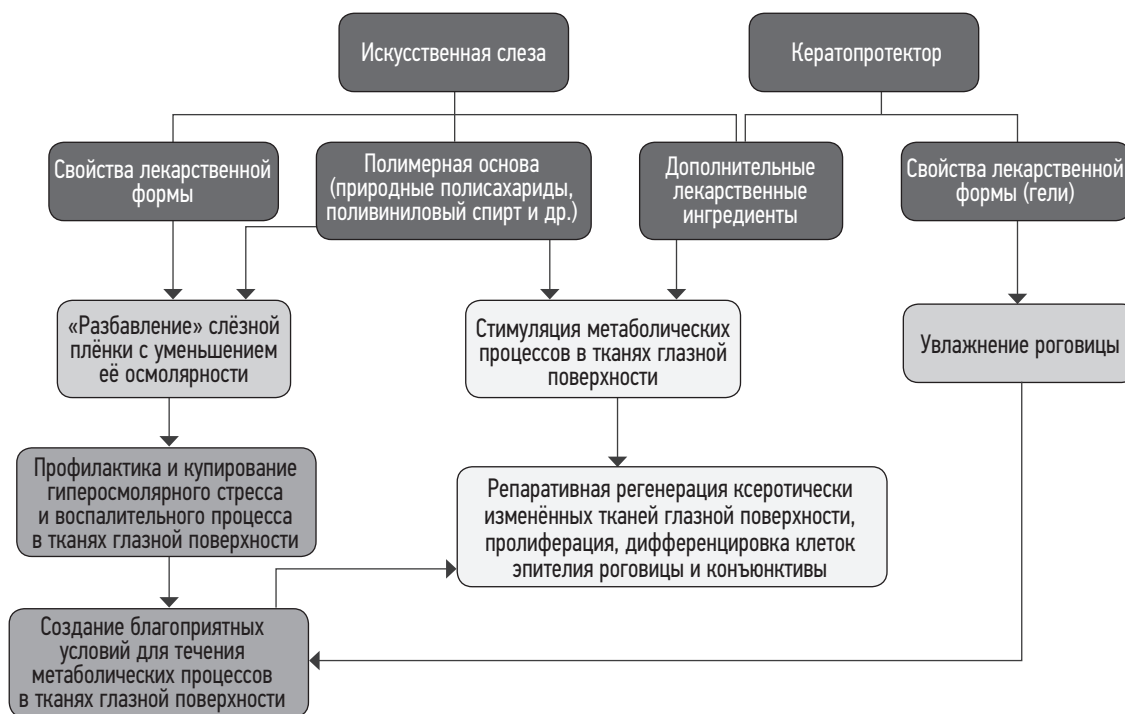 Искусственная слеза
Кератопротектор
Свойства лекарственной
формы
Полимерная основа
(природные полисахариды,
поливиниловый спирт и др.)
Дополнительные
лекарственные
ингредиенты
Свойства лекарственной
формы (гели)
«Разбавление» слёзной
плёнки с уменьшением
её осмолярности
Стимуляция метаболических
процессов в тканях глазной
поверхности
Увлажнение роговицы
Профилактика и купирование
гиперосмолярного стресса
и воспалительного процесса
в тканях глазной поверхности
Репаративная регенерация ксеротически
изменённых тканей глазной поверхности,
пролиферация, дифференцировка клеток
эпителия роговицы и конъюнктивы
Создание благоприятных
условий для течения
метаболических процессов
в тканях глазной поверхности